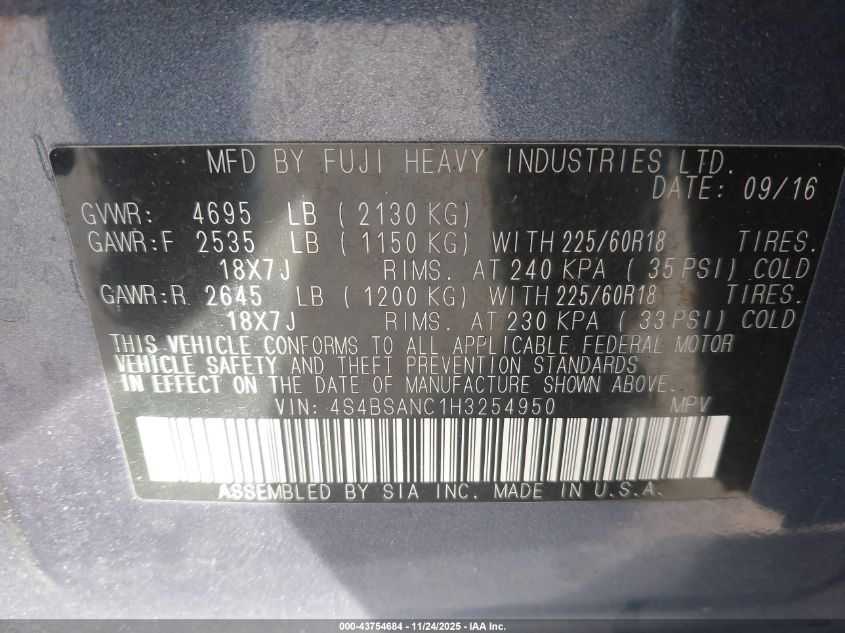 MFD BY FUJI HEAVY INDUSTRIES LTD.
DATE: 09/16
GVWR: 4695 LB ( 2130 KG)
GAWR:F 2535 LB ( 1150 KG) WITH 225/60R18 TIRES.
18X7J RIMS. AT 240 KPA ( 35 PSI) COLD
GAWR:R 2645 LB ( 1200 KG) WITH 225/60R18 TIRES.
18X7J RIMS. AT 230 KPA ( 33 PSI) COLD
THIS VEHICLE CONFORMS TO ALL APPLICABLE FEDERAL MOTOR
VEHICLE SAFETY AND THEFT PREVENTION STANDARDS
IN EFFECT ON THE DATE OF MANUFACTURE SHOWN ABOVE.
VIN: 4S4BSANC1H3254950 MPV
ASSEMBLED BY SIA INC. MADE IN U.S.A.
000-43754684 - 11/24/2025 - IAA Inc.